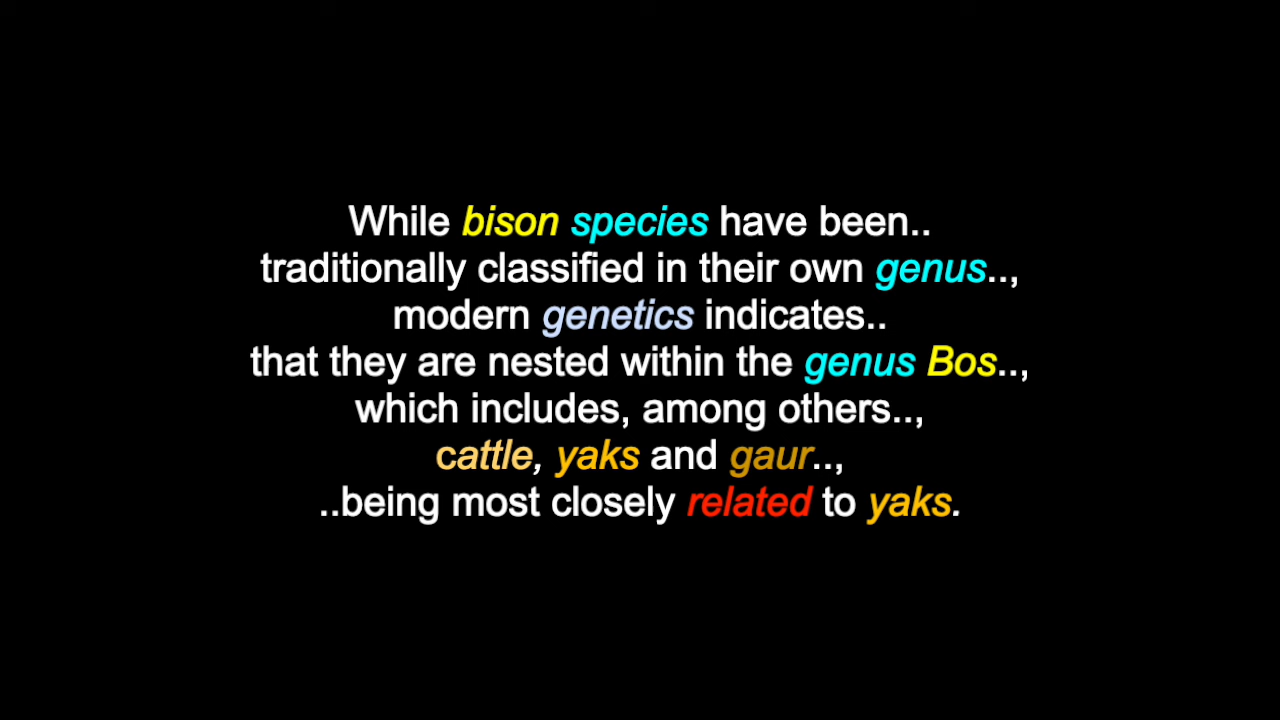 While bison species have been..
traditionally classified in their own genus..,
modern genetics indicates..
that they are nested within the genus Bos..,
which includes, among others..,
cattle, yaks and gaur..,
..being most closely related to yaks.